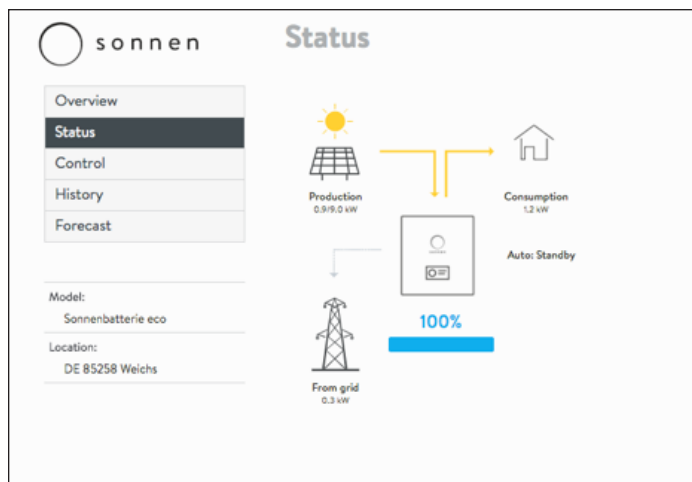 sonnen
Status
Overview
Status
Control
History
Forecast
Model:
Sonnenbatterie eco
Location:
DE 85258 Weichs
Production
0.9/9.0 kW
Consumption
1.2 kW
Auto: Standby
100%
From grid
0.3 kW